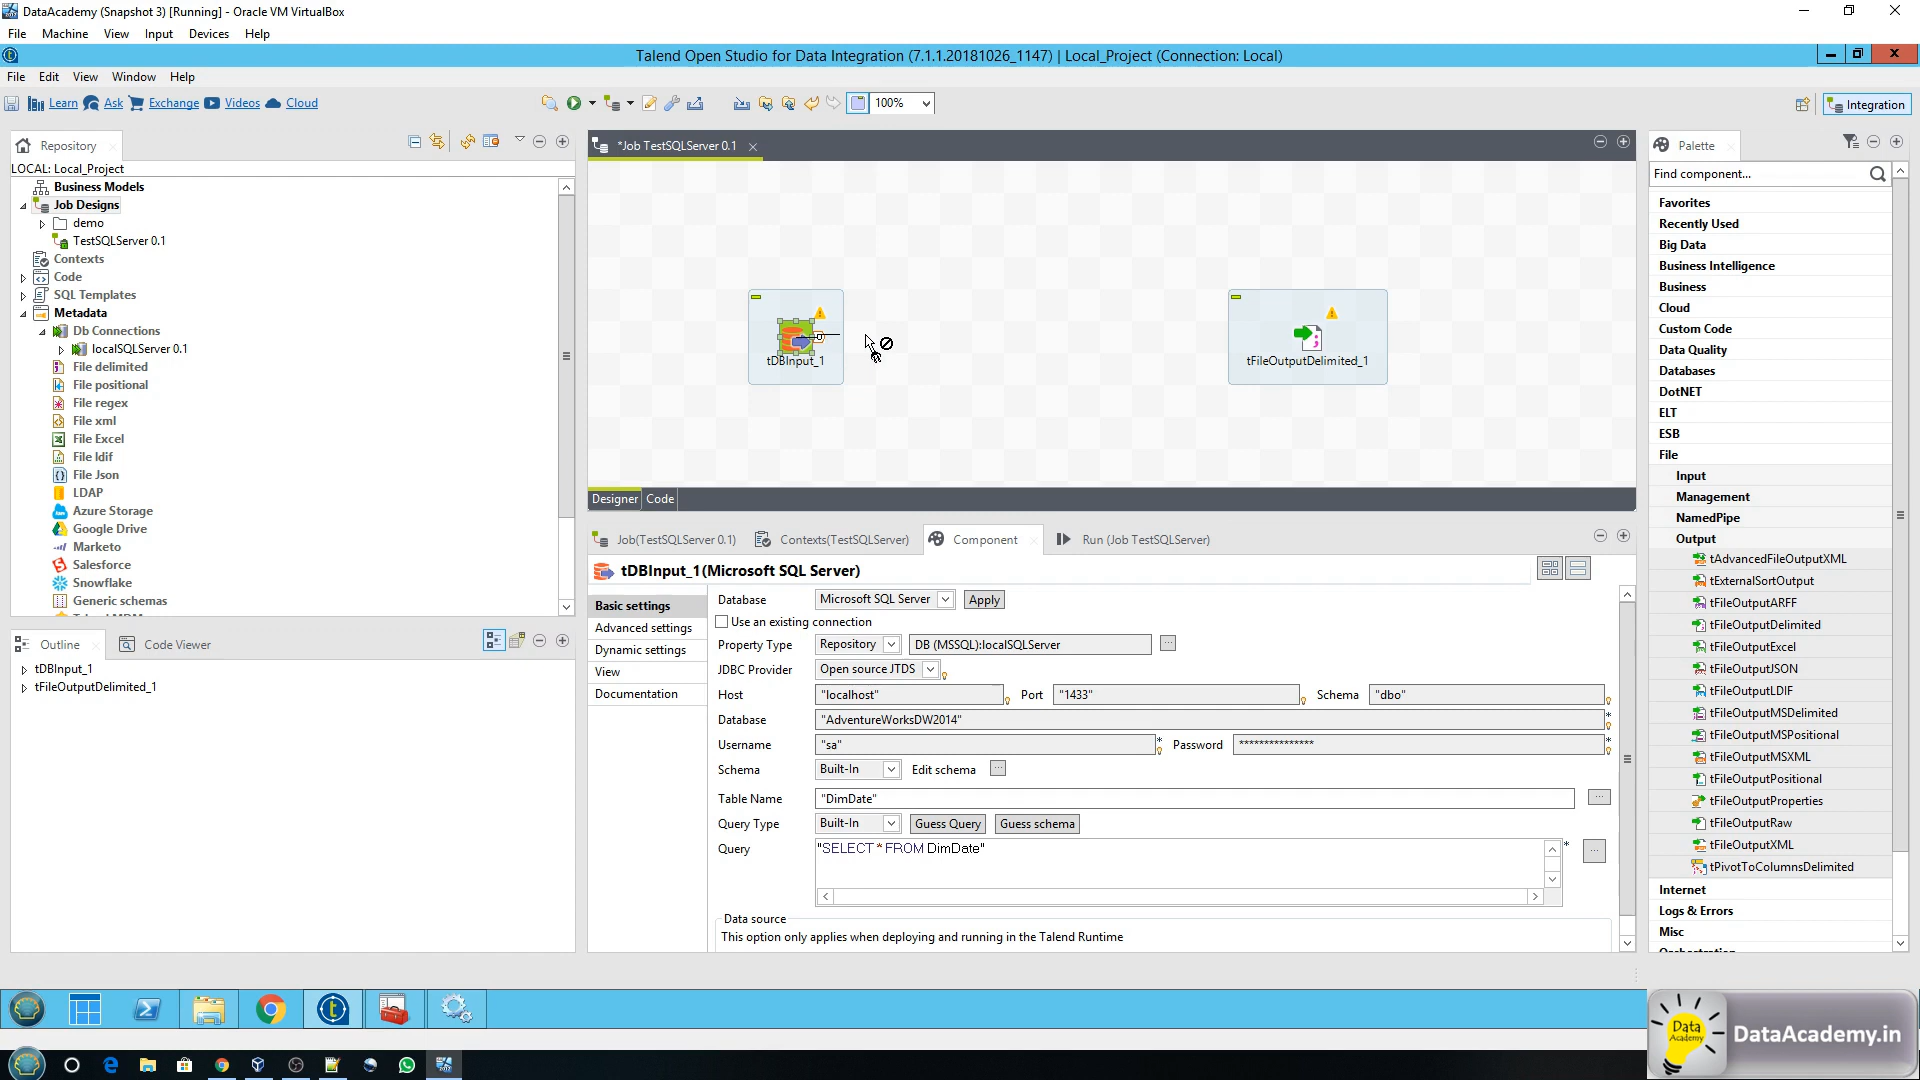 DataAcademy (Snapshot 3) [Running] - Oracle VM VirtualBox
File Machine View Input Devices Help
Talend Open Studio for Data Integration (7.1.1.20181026_1147) | Local_Project (Connection: Local)
File Edit View Window Help
Learn Ask Exchange Videos Cloud
100%
Integration
Repository
LOCAL: Local_Project
Business Models
Job Designs
demo
TestSQLServer 0.1
Contexts
Code
SQL Templates
Metadata
Db Connections
localSQLServer 0.1
File delimited
File positional
File regex
File xml
File Excel
File ldif
File Json
LDAP
Azure Storage
Google Drive
Marketo
Salesforce
Snowflake
Generic schemas
Outline
Code Viewer
tDBInput_1
tFileOutputDelimited_1
*Job TestSQLServer 0.1
tDBInput_1
tFileOutputDelimited_1
Designer Code
Job(TestSQLServer 0.1)
Contexts(TestSQLServer)
Component
Run (Job TestSQLServer)
tDBInput_1(Microsoft SQL Server)
Basic settings
Advanced settings
Dynamic settings
View
Documentation
Database Microsoft SQL Server Apply
Use an existing connection
Property Type Repository DB (MSSQL):localSQLServer ...
JDBC Provider Open source JTDS
Host "localhost" Port "1433" Schema "dbo"
Database "AdventureWorksDW2014" *
Username "sa" * Password *************** *
Schema Built-In Edit schema ...
Table Name "DimDate" ...
Query Type Built-In Guess Query Guess schema
Query "SELECT * FROM DimDate" * ...
Data source
This option only applies when deploying and running in the Talend Runtime
Palette
Find component...
Favorites
Recently Used
Big Data
Business Intelligence
Business
Cloud
Custom Code
Data Quality
Databases
DotNET
ELT
ESB
File
Input
Management
NamedPipe
Output
tAdvancedFileOutputXML
tExternalSortOutput
tFileOutputARFF
tFileOutputDelimited
tFileOutputExcel
tFileOutputJSON
tFileOutputLDIF
tFileOutputMSDelimited
tFileOutputMSPositional
tFileOutputMSXML
tFileOutputPositional
tFileOutputProperties
tFileOutputRaw
tFileOutputXML
tPivotToColumnsDelimited
Internet
Logs & Errors
Misc
Data
Academy
DataAcademy.in